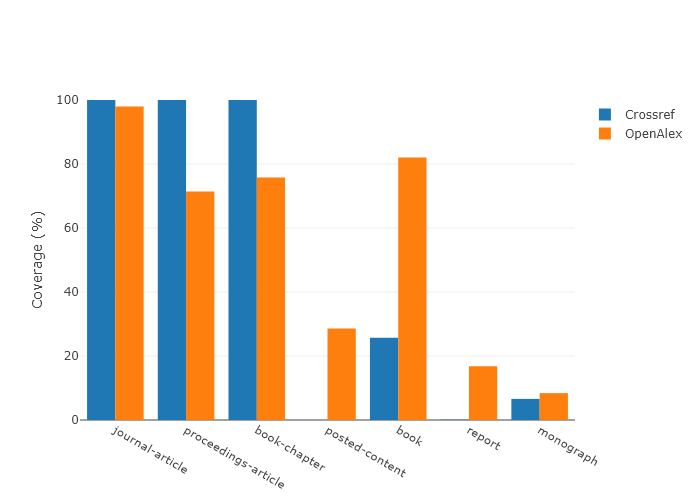 100
80
60
40
20
0
Coverage (%)
journal-article
proceedings-article
book-chapter
posted-content
book
report
monograph
Crossref
OpenAlex